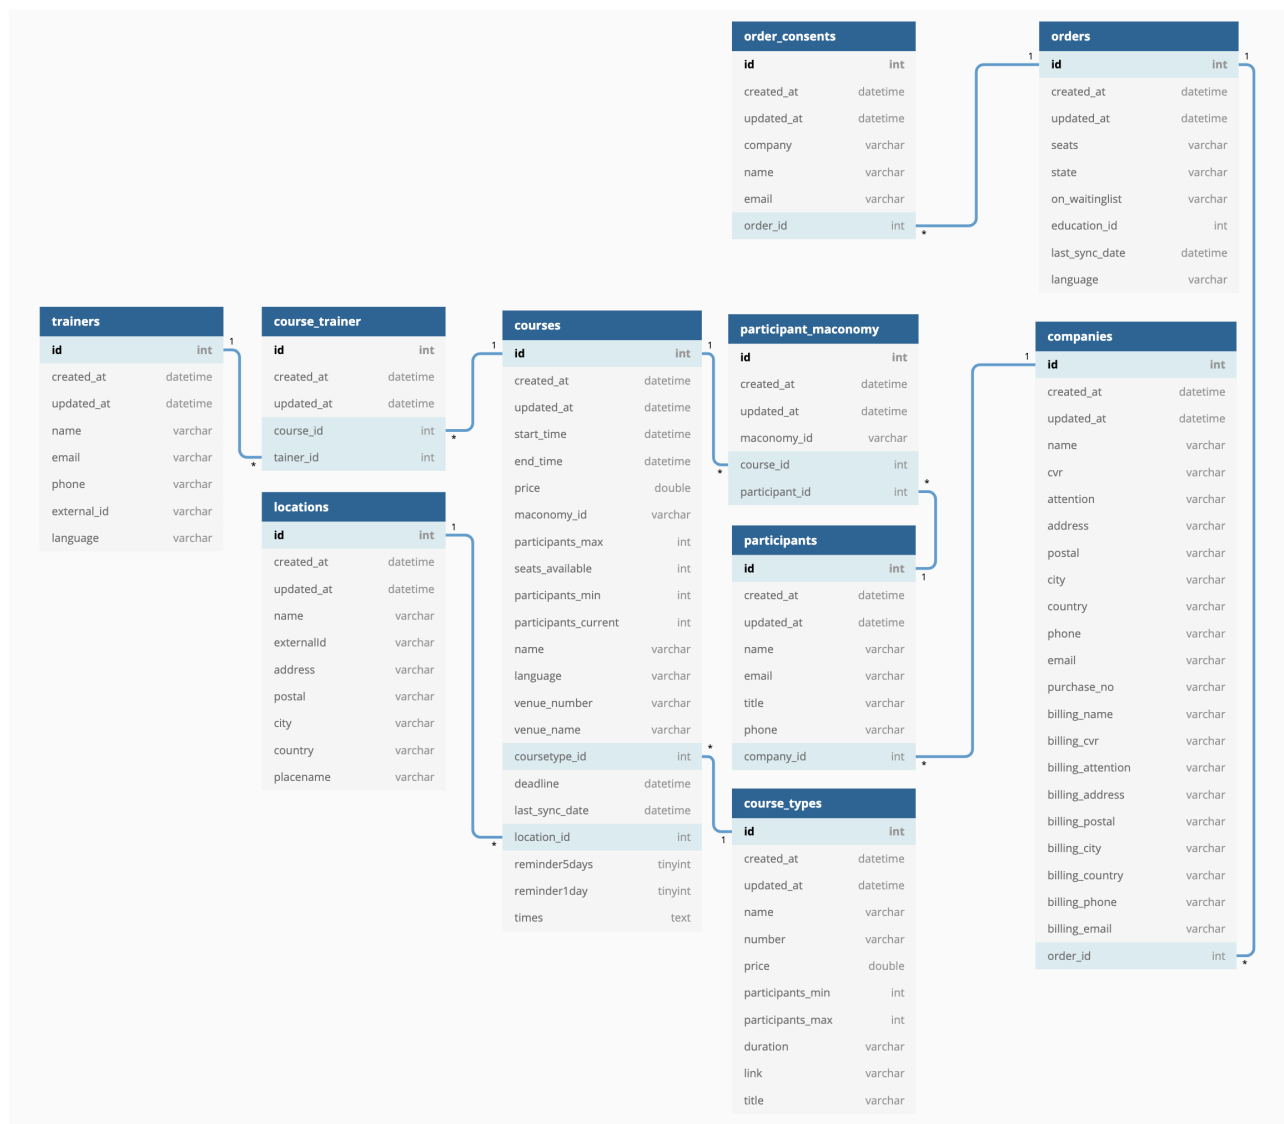 order_consents
id int
created_at datetime
updated_at datetime
company varchar
name varchar
email varchar
order_id int
*
orders
1 id int 1
created_at datetime
updated_at datetime
seats varchar
state varchar
on_waitinglist varchar
education_id int
last_sync_date datetime
language varchar
trainers
id int 1
created_at datetime
updated_at datetime
name varchar
email varchar
phone varchar
external_id varchar
language varchar
course_trainer
id int
created_at datetime
updated_at datetime
course_id int
*
tainer_id int
*
locations
id int 1
created_at datetime
updated_at datetime
name varchar
externalId varchar
address varchar
postal varchar
city varchar
country varchar
placename varchar
courses
1 id int 1
created_at datetime
updated_at datetime
start_time datetime
end_time datetime
price double
maconomy_id varchar
participants_max int
seats_available int
participants_min int
participants_current int
name varchar
language varchar
venue_number varchar
venue_name varchar
coursetype_id int *
deadline datetime
last_sync_date datetime
location_id int
*
reminder5days tinyint
reminder1day tinyint
times text
participant_maconomy
id int
created_at datetime
updated_at datetime
maconomy_id varchar
course_id int
*
participant_id int *
participants
id int
1
created_at datetime
updated_at datetime
name varchar
email varchar
title varchar
phone varchar
company_id int
*
course_types
id int
1
created_at datetime
updated_at datetime
name varchar
number varchar
price double
participants_min int
participants_max int
duration varchar
link varchar
title varchar
companies
1 id int
created_at datetime
updated_at datetime
name varchar
cvr varchar
attention varchar
address varchar
postal varchar
city varchar
country varchar
phone varchar
email varchar
purchase_no varchar
billing_name varchar
billing_cvr varchar
billing_attention varchar
billing_address varchar
billing_postal varchar
billing_city varchar
billing_country varchar
billing_phone varchar
billing_email varchar
order_id int
*